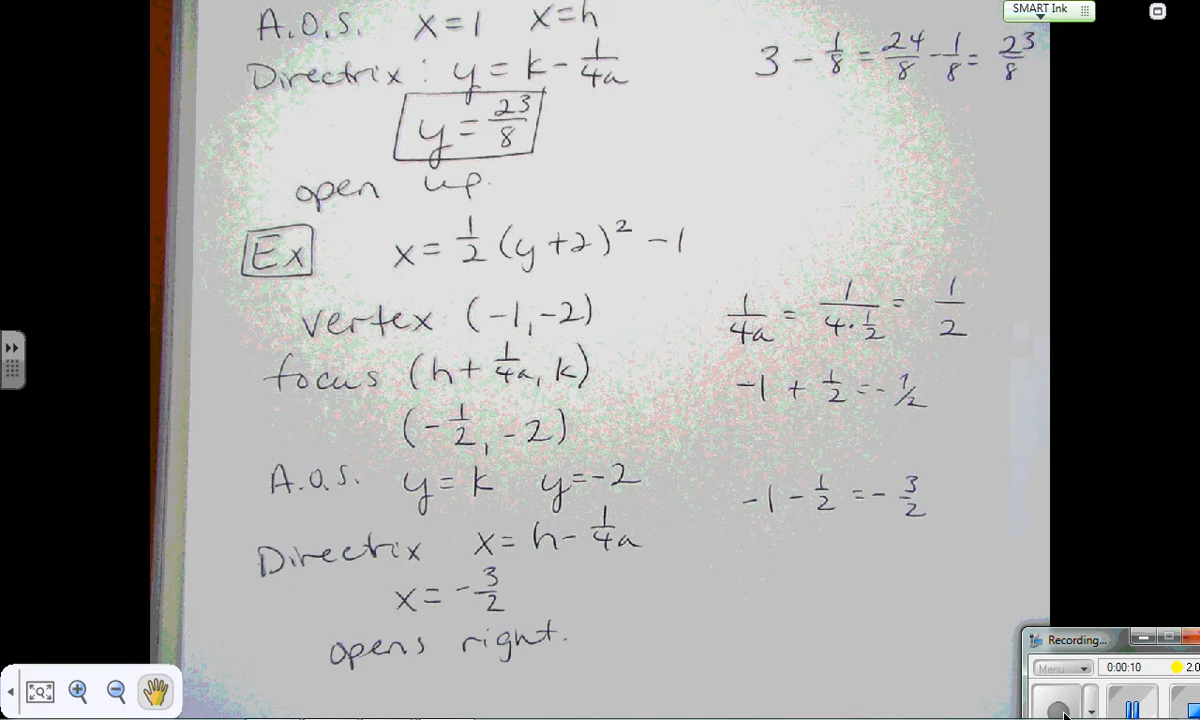 SMART Ink
A.O.S. x=1 x=h
3 - 1/8 = 24/8 - 1/8 = 23/8
Directrix: y = k - 1/4a
y = 23/8
open up.
Ex x = 1/2 (y+2)² - 1
vertex (-1,-2)
1/4a = 1/4·1/2 = 1/2
focus (h + 1/4a, k)
-1 + 1/2 = - 1/2
(-1/2, -2)
A.O.S. y=k y=-2
-1 - 1/2 = - 3/2
Directrix x = h - 1/4a
x = -3/2
opens right.
Recording...
Menu 0:00:10 2.0